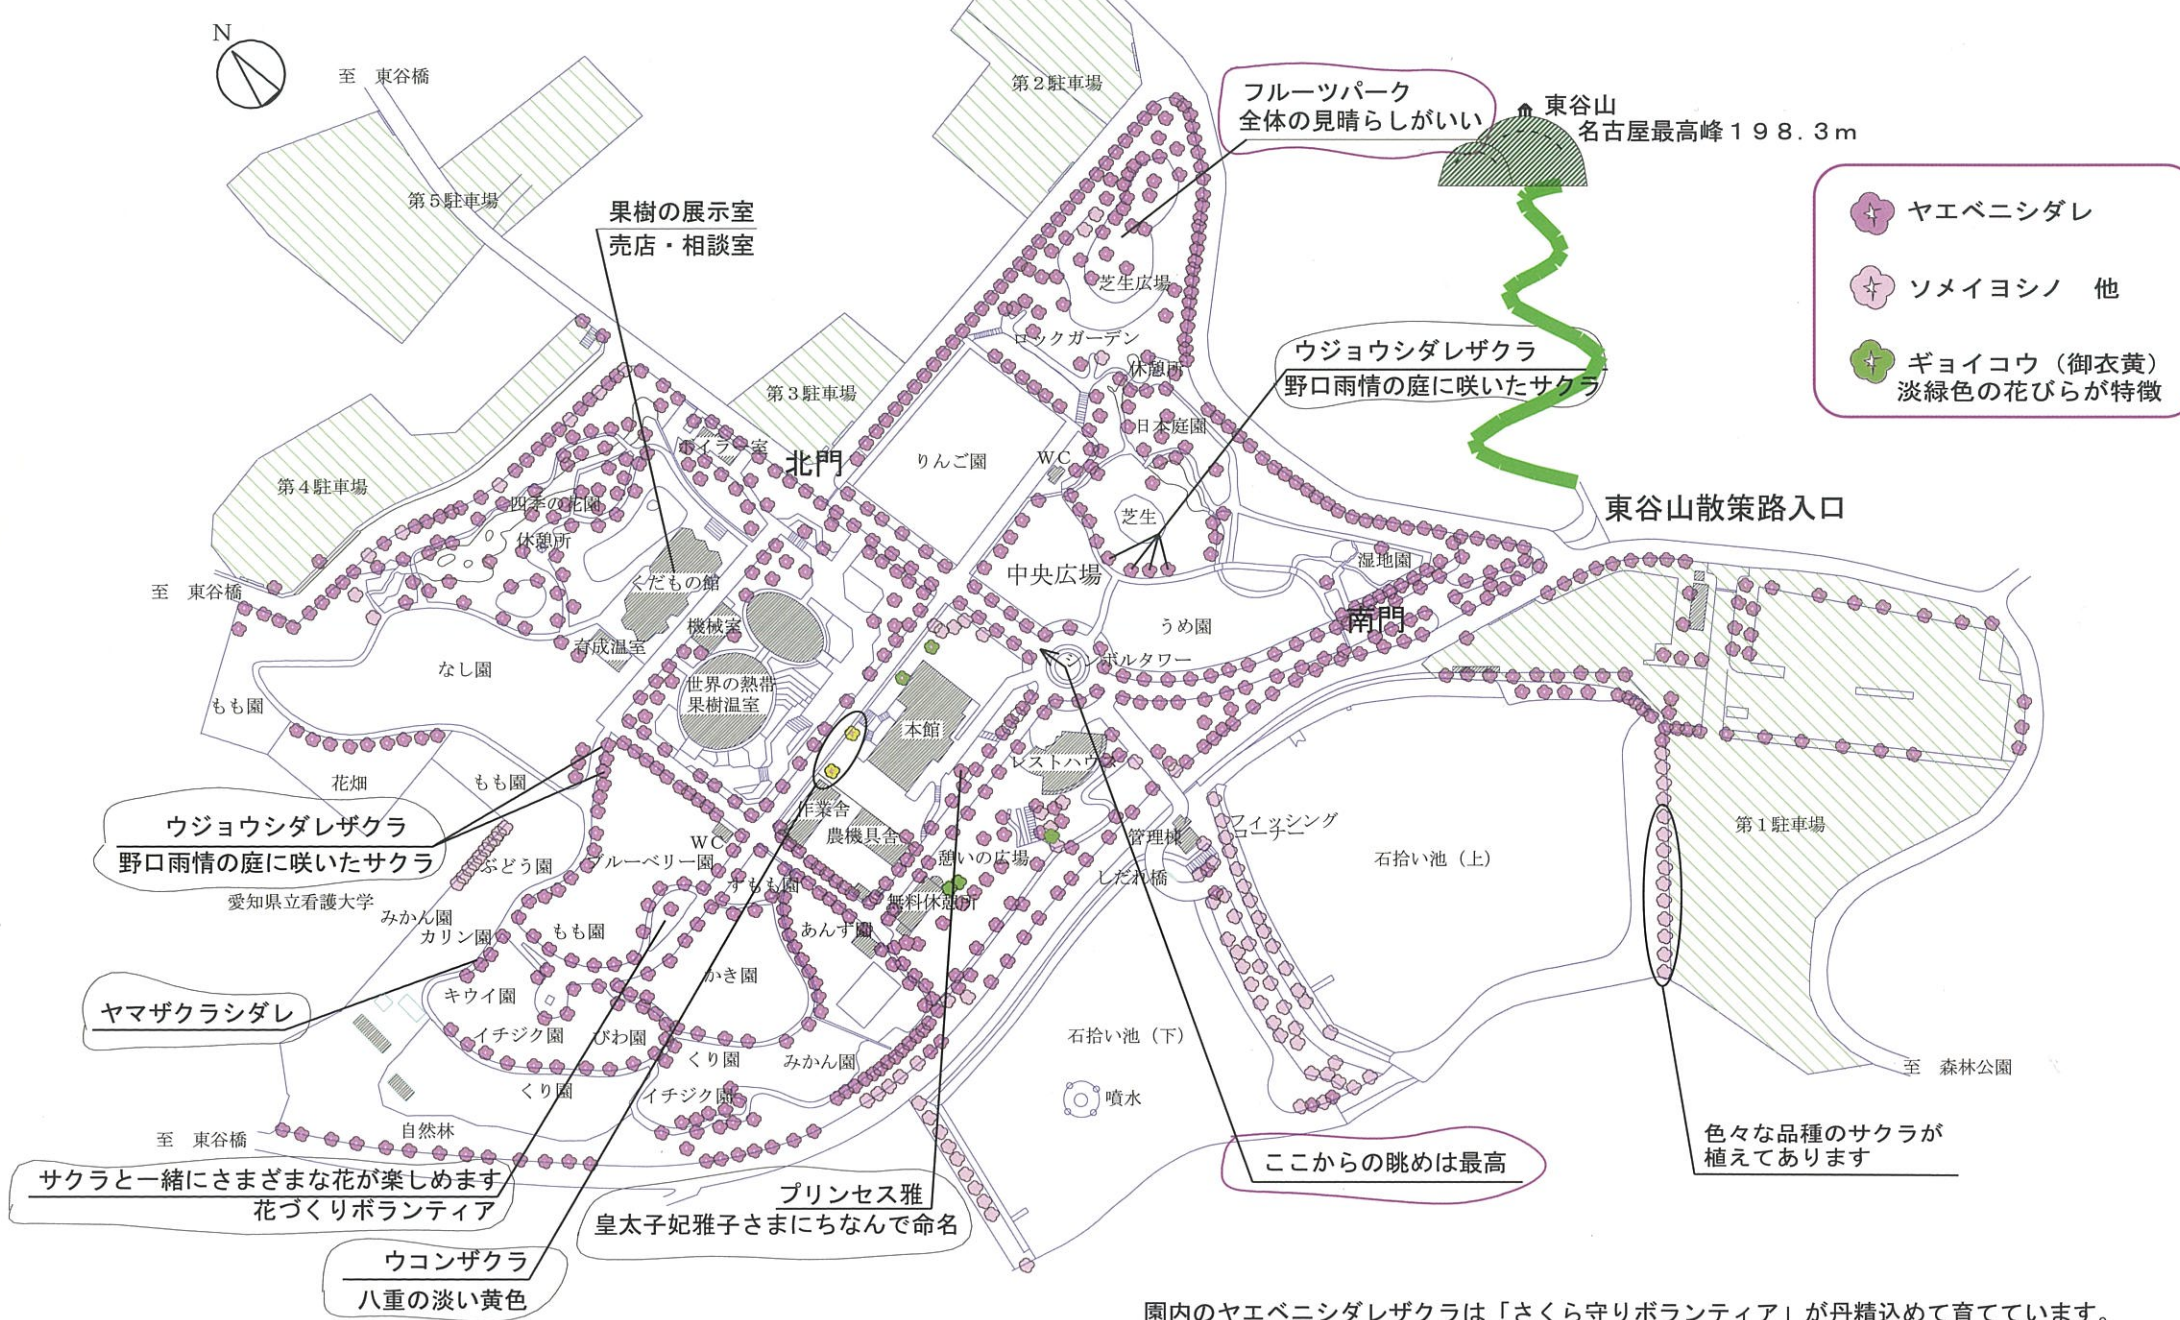 N
至 東谷橋
第2駐車場
フルーツパーク
全体の見晴らしがいい
東谷山
名古屋最高峰198.3m
第5駐車場
果樹の展示室
売店・相談室
ヤエベニシダレ
ソメイヨシノ 他
ギョイコウ（御衣黄）
淡緑色の花びらが特徴
芝生広場
ロックガーデン
休憩所
ウジョウシダレザクラ
野口雨情の庭に咲いたサクラ
第3駐車場
日本庭園
ボイラー室
北門
りんご園
WC
第4駐車場
四季の花園
休憩所
芝生
東谷山散策路入口
中央広場
湿地園
至 東谷橋
くだもの館
機械室
育成温室
うめ園
南門
シンボルタワー
なし園
世界の熱帯
果樹温室
もも園
本館
レストハウス
花畑
もも園
作業舎
農機具舎
WC
ウジョウシダレザクラ
野口雨情の庭に咲いたサクラ
ぶどう園
ブルーベリー園
すもも園
憩いの広場
無料休憩所
管理棟
しだれ橋
フィッシング
コーナー
石拾い池（上）
第1駐車場
愛知県立看護大学
みかん園
カリン園
もも園
あんず園
かき園
キウイ園
ヤマザクラシダレ
イチジク園
びわ園
くり園
みかん園
石拾い池（下）
くり園
イチジク園
噴水
至 森林公園
自然林
至 東谷橋
色々な品種のサクラが
植えてあります
ここからの眺めは最高
サクラと一緒にさまざまな花が楽しめます
花づくりボランティア
プリンセス雅
皇太子妃雅子さまにちなんで命名
ウコンザクラ
八重の淡い黄色
園内のヤエベニシダレザクラは「さくら守りボランティア」が丹精込めて育てています。